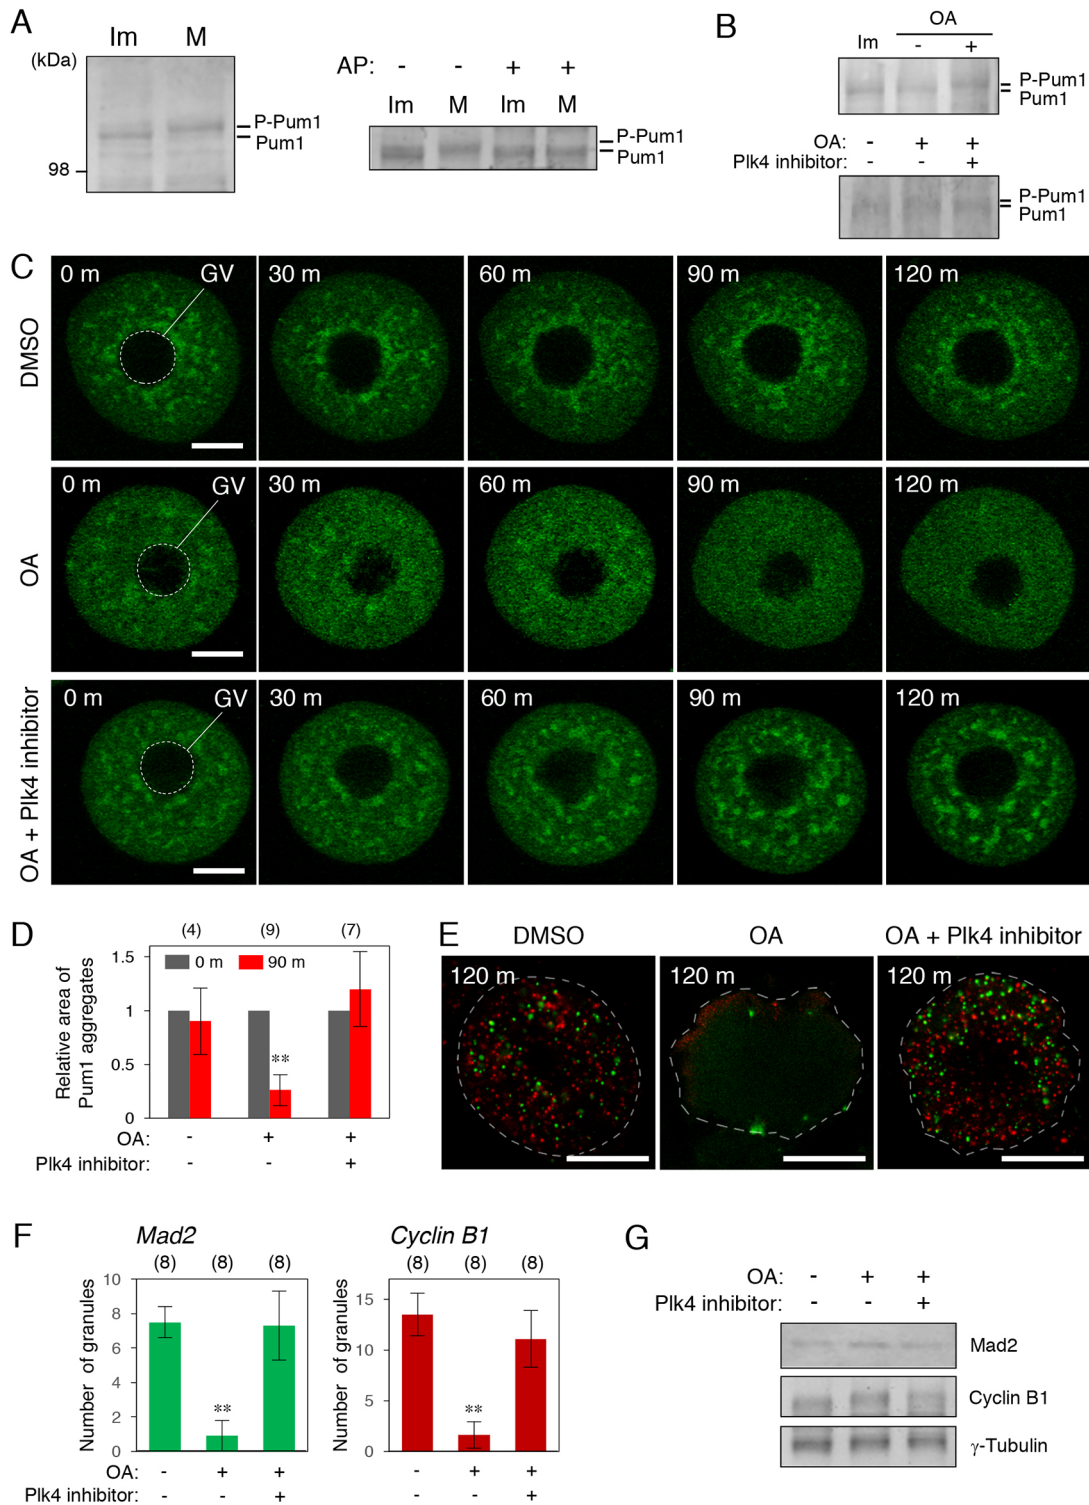 A
Im M
(kDa)
P-Pum1
Pum1
98
AP: - - + +
Im M Im M
P-Pum1
Pum1
B
OA
Im - +
P-Pum1
Pum1
OA: - + +
Plk4 inhibitor: - - +
P-Pum1
Pum1
C
DMSO
0 m GV 30 m 60 m 90 m 120 m
OA
0 m GV 30 m 60 m 90 m 120 m
OA + Plk4 inhibitor
0 m GV 30 m 60 m 90 m 120 m
D
(4) (9) (7)
Relative area of
Pum1 aggregates
1.5
1
0.5
0
0 m 90 m
**
OA: - + +
Plk4 inhibitor: - - +
E
DMSO OA OA + Plk4 inhibitor
120 m 120 m 120 m
F
Mad2
(8) (8) (8)
Number of granules
10
8
6
4
2
0
**
OA: - + +
Plk4 inhibitor: - - +
Cyclin B1
(8) (8) (8)
Number of granules
15
10
5
0
**
- + +
- - +
G
OA: - + +
Plk4 inhibitor: - - +
Mad2
Cyclin B1
γ-Tubulin